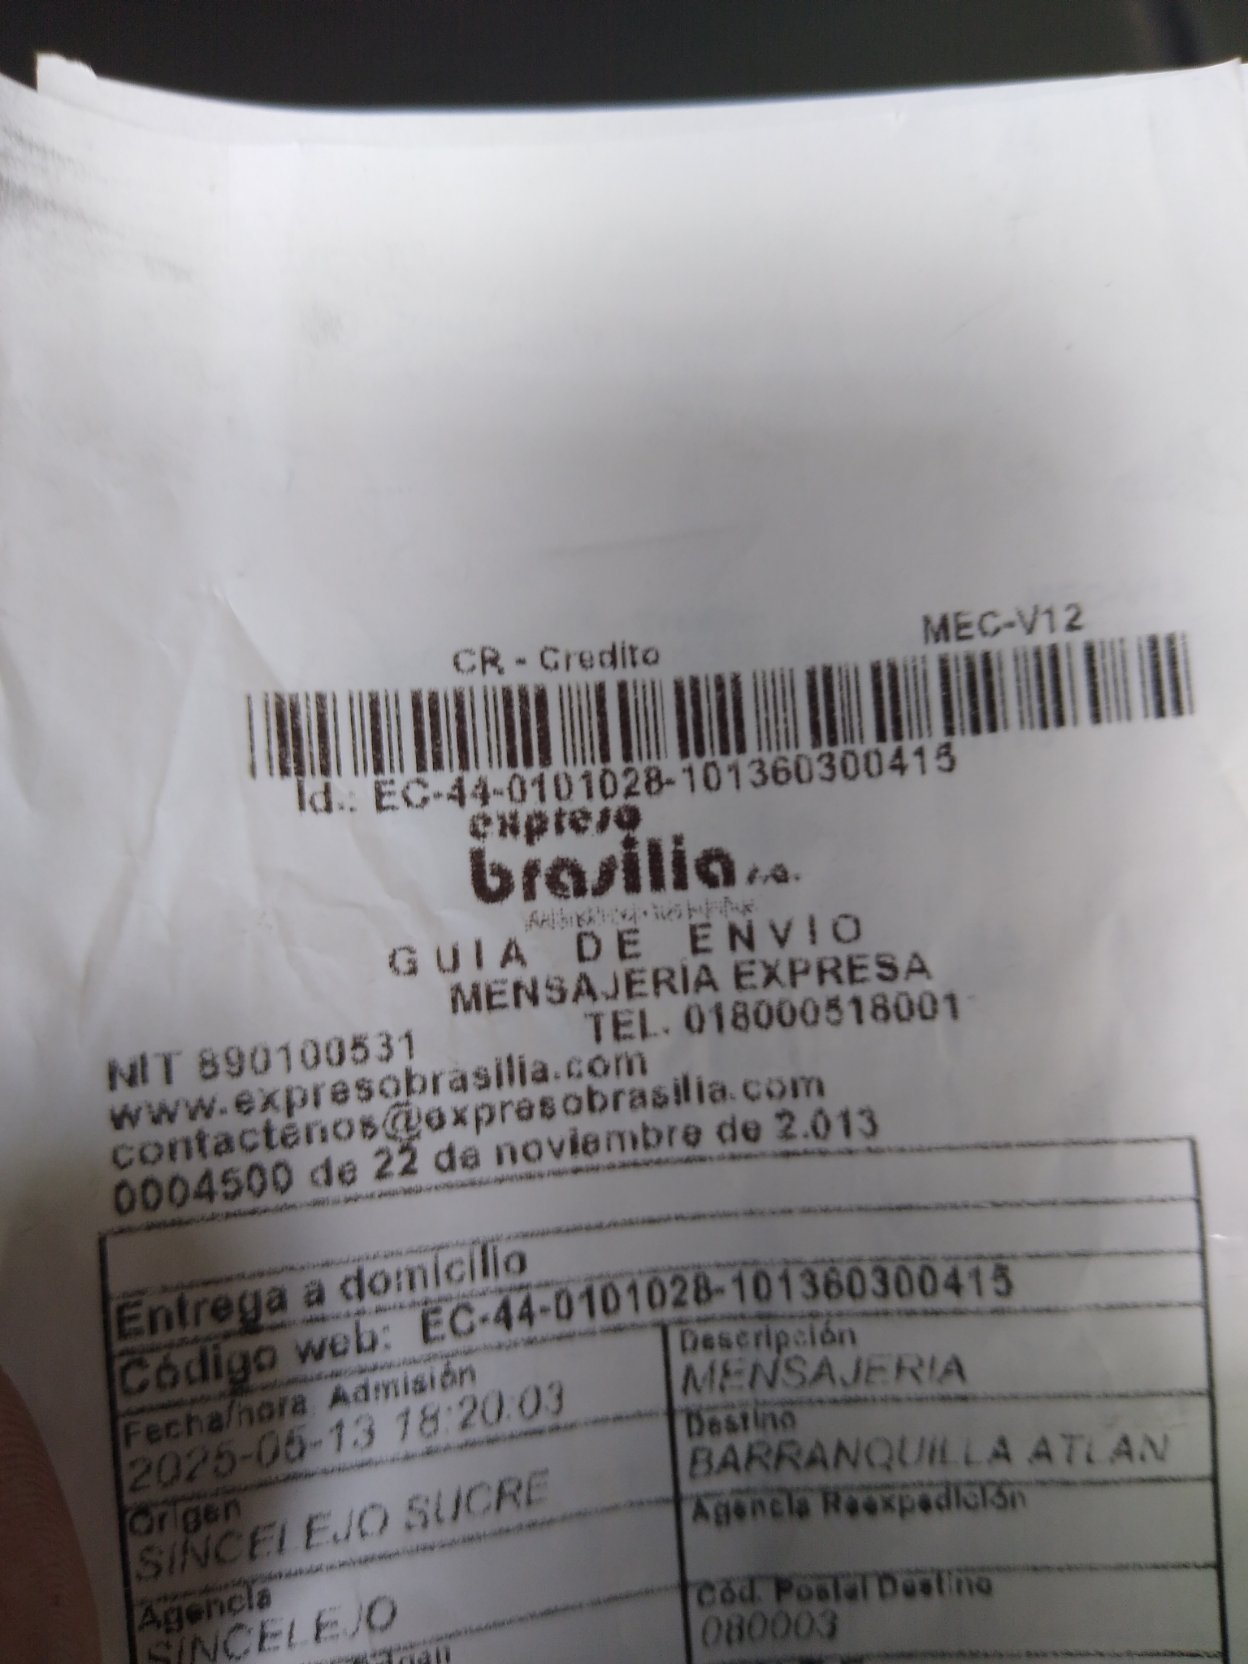 CR - Credito
MEC-V12
Id.: EC-44-0101028-101360300415
expreso
brasilia s.a.
GUIA DE ENVIO
MENSAJERÍA EXPRESA
TEL. 018000518001
NIT 890100531
www.expresobrasilia.com
contactenos@expresobrasilia.com
0004500 de 22 de noviembre de 2.013
Entrega a domicilio
Código web: EC-44-0101028-101360300415
Fecha/hora Admisión
2025-05-13 18:20:03
Descripción
MENSAJERIA
Origen
SINCELEJO SUCRE
Destino
BARRANQUILLA ATLAN
Agencia
SINCELEJO
Agencia Reexpedición
Cód. Postal Destino
080003